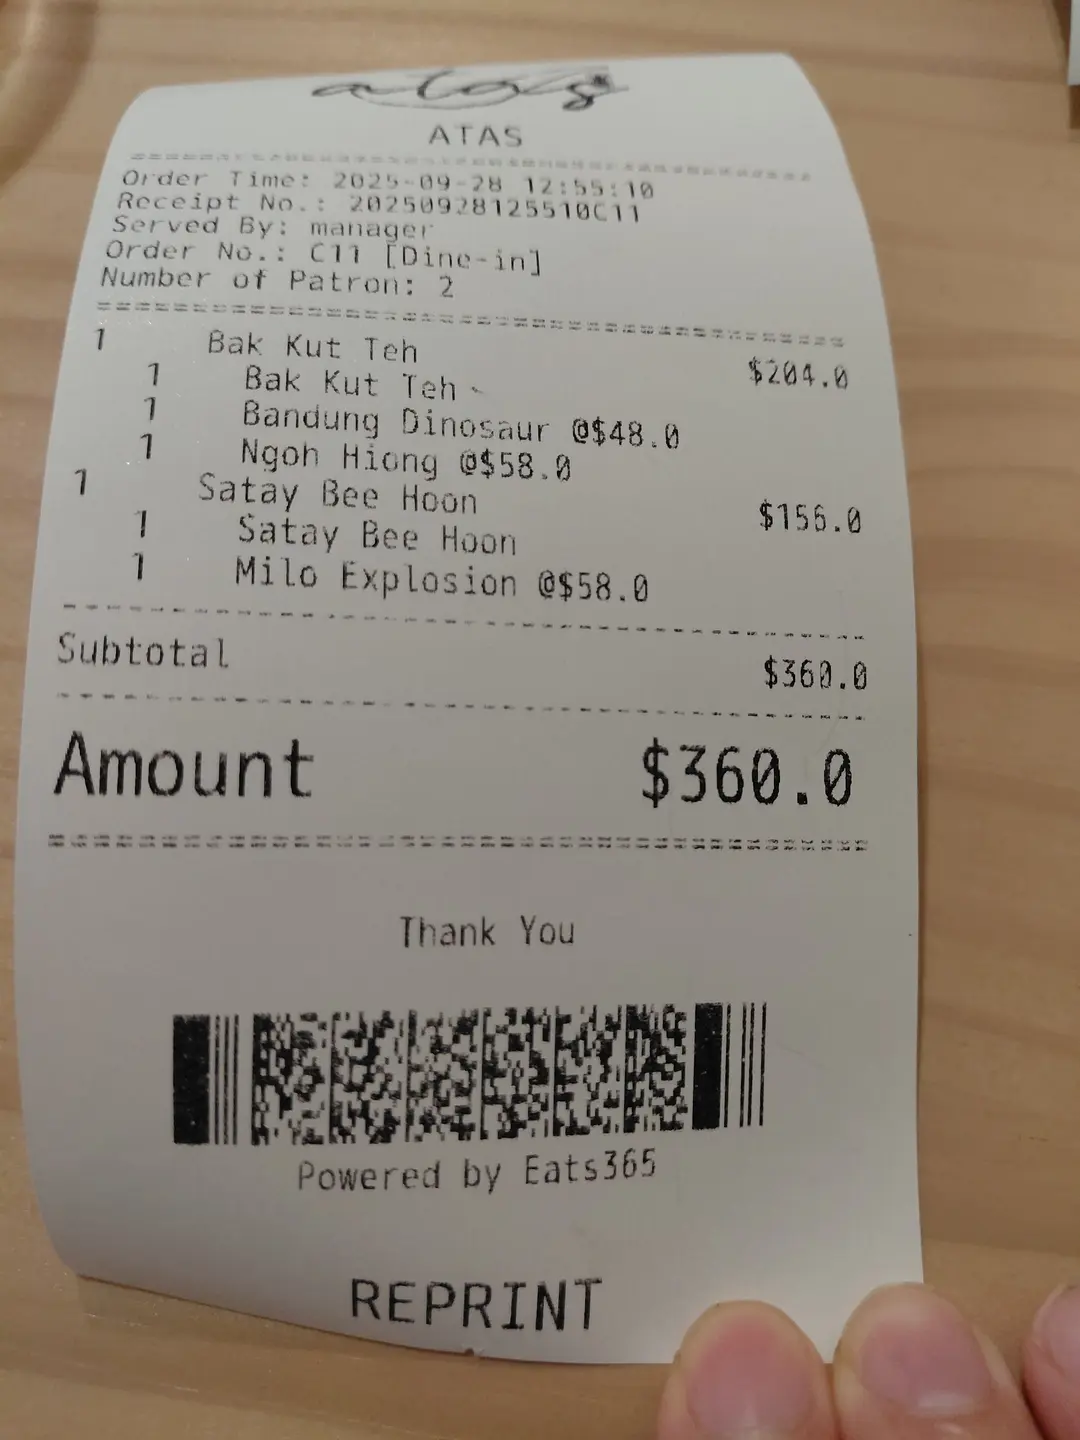 atas
ATAS
Order Time: 2025-09-28 12:55:10
Receipt No.: 20250928125510C11
Served By: manager
Order No.: C11 [Dine-in]
Number of Patron: 2
1 Bak Kut Teh $204.0
1 Bak Kut Teh
1 Bandung Dinosaur @$48.0
1 Ngoh Hiong @$58.0
1 Satay Bee Hoon $156.0
1 Satay Bee Hoon
1 Milo Explosion @$58.0
Subtotal $360.0
Amount $360.0
Thank You
Powered by Eats365
REPRINT